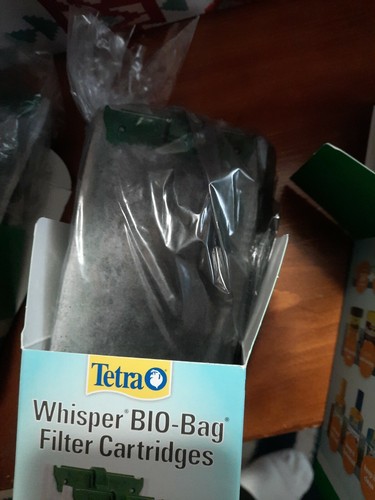 Tetra
Whisper® BIO-Bag®
Filter Cartridges